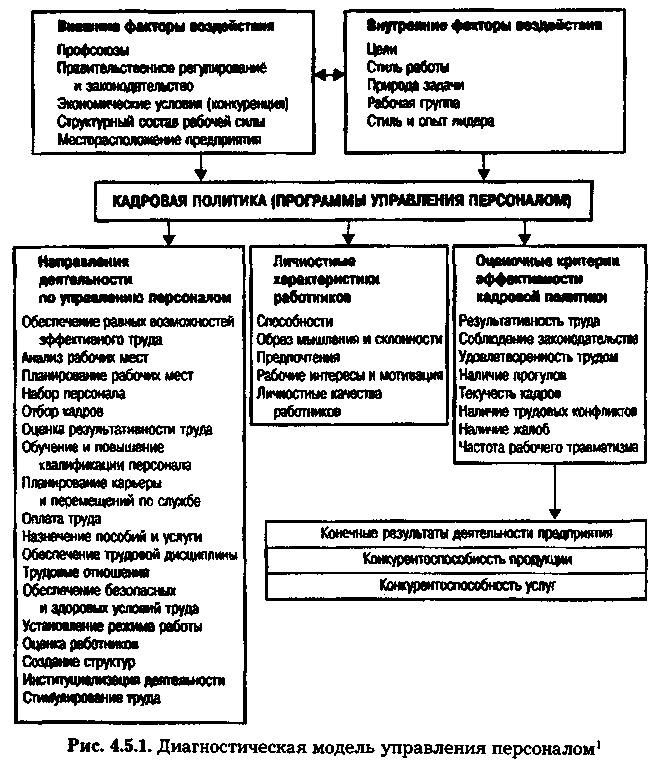 Внешние факторы воздействия
Профсоюзы
Правительственное регулирование
и законодательство
Экономические условия (конкуренция)
Структурный состав рабочей силы
Месторасположение предприятия
Внутренние факторы воздействия
Цели
Стиль работы
Природа задачи
Рабочая группа
Стиль и опыт лидера
КАДРОВАЯ ПОЛИТИКА (ПРОГРАММЫ УПРАВЛЕНИЯ ПЕРСОНАЛОМ)
Направления
деятельности
по управлению персоналом
Обеспечение равных возможностей
эффективного труда
Анализ рабочих мест
Планирование рабочих мест
Набор персонала
Отбор кадров
Оценка результативности труда
Обучение и повышение
квалификации персонала
Планирование карьеры
и перемещений по службе
Оплата труда
Назначение пособий и услуги
Обеспечение трудовой дисциплины
Трудовые отношения
Обеспечение безопасных
и здоровых условий труда
Установление режима работы
Оценка работников
Создание структур
Институциализация деятельности
Стимулирование труда
Личностные
характеристики
работников
Способности
Образ мышления и склонности
Предпочтения
Рабочие интересы и мотивация
Личностные качества
работников
Оценочные критерии
эффективности
кадровой политики
Результативность труда
Соблюдение законодательства
Удовлетворенность трудом
Наличие прогулов
Текучесть кадров
Наличие трудовых конфликтов
Наличие жалоб
Частота рабочего травматизма
Конечные результаты деятельности предприятия
Конкурентоспособность продукции
Конкурентоспособность услуг
Рис. 4.5.1. Диагностическая модель управления персоналом¹